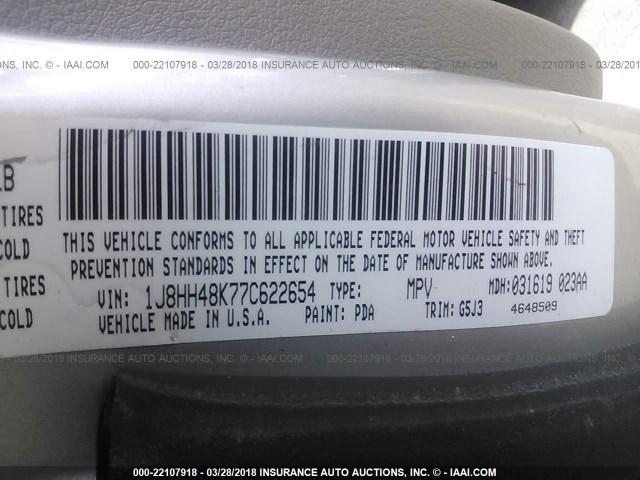 © - IAAI.COM 000-22107918 - 03/28/2018 INSURANCE AUTO AUCTIONS, INC. © - IAAI.COM 000-22107918 -
LB
TIRES
COLD
TIRES
COLD
THIS VEHICLE CONFORMS TO ALL APPLICABLE FEDERAL MOTOR VEHICLE SAFETY AND THEFT
PREVENTION STANDARDS IN EFFECT ON THE DATE OF MANUFACTURE SHOWN ABOVE.
VIN: 1J8HH48K77C622654 TYPE: MPV MDH:031619 023AA
VEHICLE MADE IN U.S.A. PAINT: PDA TRIM: G5J3 4648509
03/28/2018 INSURANCE AUTO AUCTIONS, INC. © - IAAI.COM 000-22107918 - 03/28/2018 INSURANCE AUTO AUCTIONS, INC. © - IAAI.COM
000-22107918 - 03/28/2018 INSURANCE AUTO AUCTIONS, INC. © - IAAI.COM